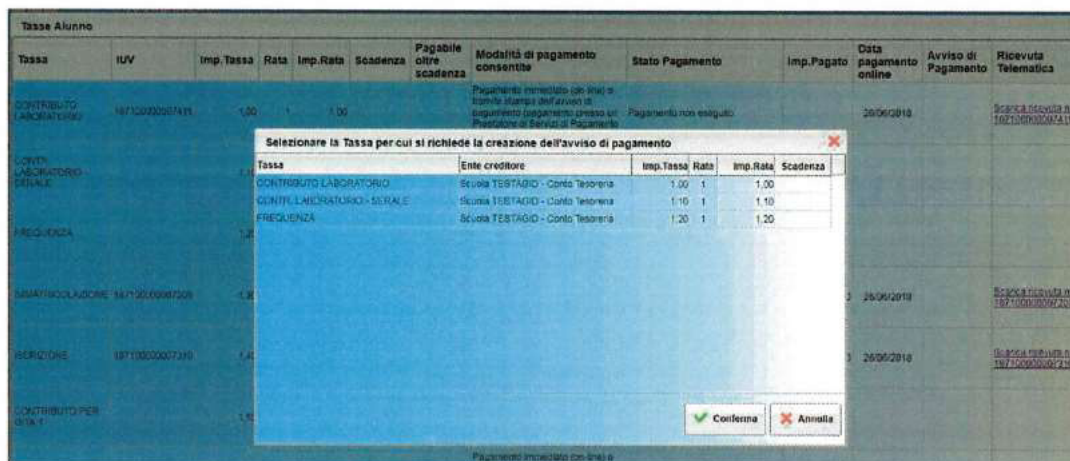 Tasse Alunno
Tassa IUV Imp.Tassa Rata Imp.Rata Scadenza Pagabile oltre scadenza Modalità di pagamento consentite Stato Pagamento Imp.Pagato Data pagamento online Avviso di Pagamento Ricevuta Telematica
Pagamento immediato (on-line) o
tramite stampa dell'avviso di
pagamento (pagamento presso un
Prestatore di Servizi di Pagamento
CONTRIBUTO LABORATORIO 1,00 1 1,00 Pagamento non eseguito 26/06/2018 Scarica ricevuta
Selezionare la Tassa per cui si richiede la creazione dell'avviso di pagamento
Tassa Ente creditore Imp.Tassa Rata Imp.Rata Scadenza
CONTRIBUTO LABORATORIO Scuola TESTAGID - Conto Tesoreria 1,00 1 1,00
CONTR. LABORATORIO - SERALE Scuola TESTAGID - Conto Tesoreria 1,10 1 1,10
FREQUENZA Scuola TESTAGID - Conto Tesoreria 1,20 1 1,20
CONTR. LABORATORIO - SERALE
FREQUENZA
IMMATRICOLAZIONE 26/06/2018 Scarica ricevuta
ISCRIZIONE 26/06/2018 Scarica ricevuta
CONTRIBUTO PER
Conferma Annulla
Pagamento immediato (on-line) o